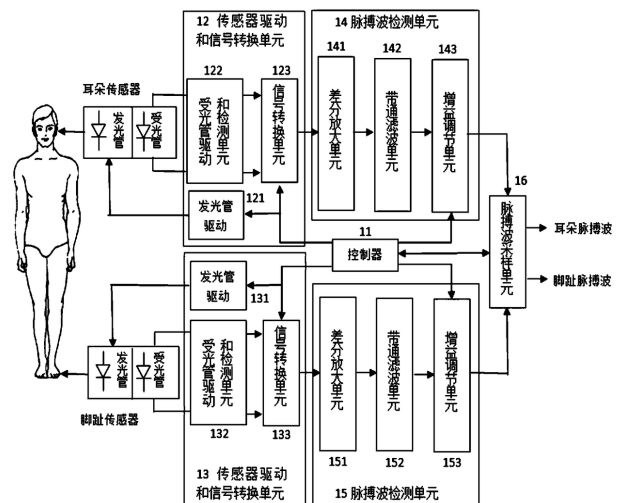 12 传感器驱动
和信号转换单元
14 脉搏波检测单元
141
142
143
耳朵传感器
122
123
发光管
受光管
受光管驱动
和检测单元
信号转换单元
差分放大单元
带通滤波单元
增益调节单元
16
121
发光管
驱动
11
控制器
脉搏波采样单元
耳朵脉搏波
脚趾脉搏波
发光管
驱动
131
发光管
受光管
受光管驱动
和检测单元
信号转换单元
差分放大单元
带通滤波单元
增益调节单元
脚趾传感器
132
133
151
152
153
13 传感器驱动
和信号转换单元
15 脉搏波检测单元